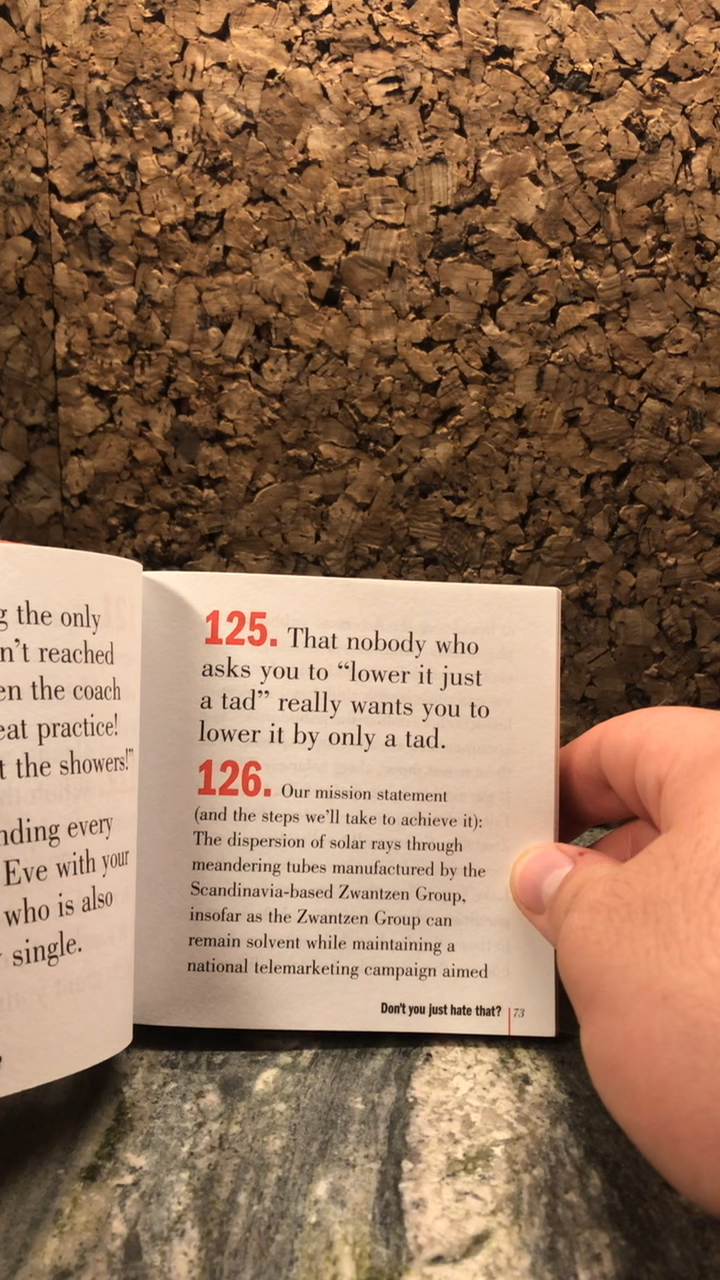 the only
n't reached
en the coach
eat practice!
t the showers!"
nding every
Eve with your
who is also
single.
125. That nobody who
asks you to “lower it just
a tad” really wants you to
lower it by only a tad.
126. Our mission statement
(and the steps we’ll take to achieve it):
The dispersion of solar rays through
meandering tubes manufactured by the
Scandinavia-based Zwantzen Group,
insofar as the Zwantzen Group can
remain solvent while maintaining a
national telemarketing campaign aimed
Don't you just hate that? 73